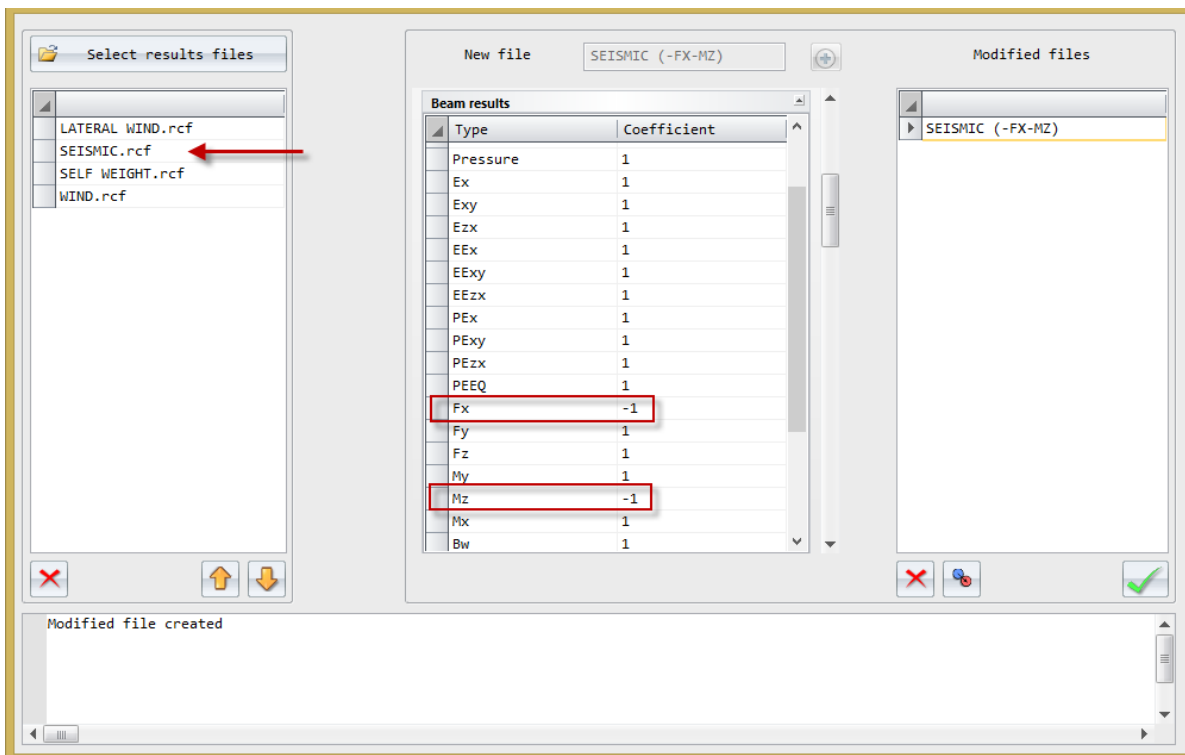 Select results files
LATERAL WIND.rcf
SEISMIC.rcf
SELF WEIGHT.rcf
WIND.rcf
New file SEISMIC (-FX-MZ)
Beam results
Type Coefficient
Pressure 1
Ex 1
Exy 1
Ezx 1
EEx 1
EExy 1
EEzx 1
PEx 1
PExy 1
PEzx 1
PEEQ 1
Fx -1
Fy 1
Fz 1
My 1
Mz -1
Mx 1
Bw 1
Modified files
SEISMIC (-FX-MZ)
Modified file created